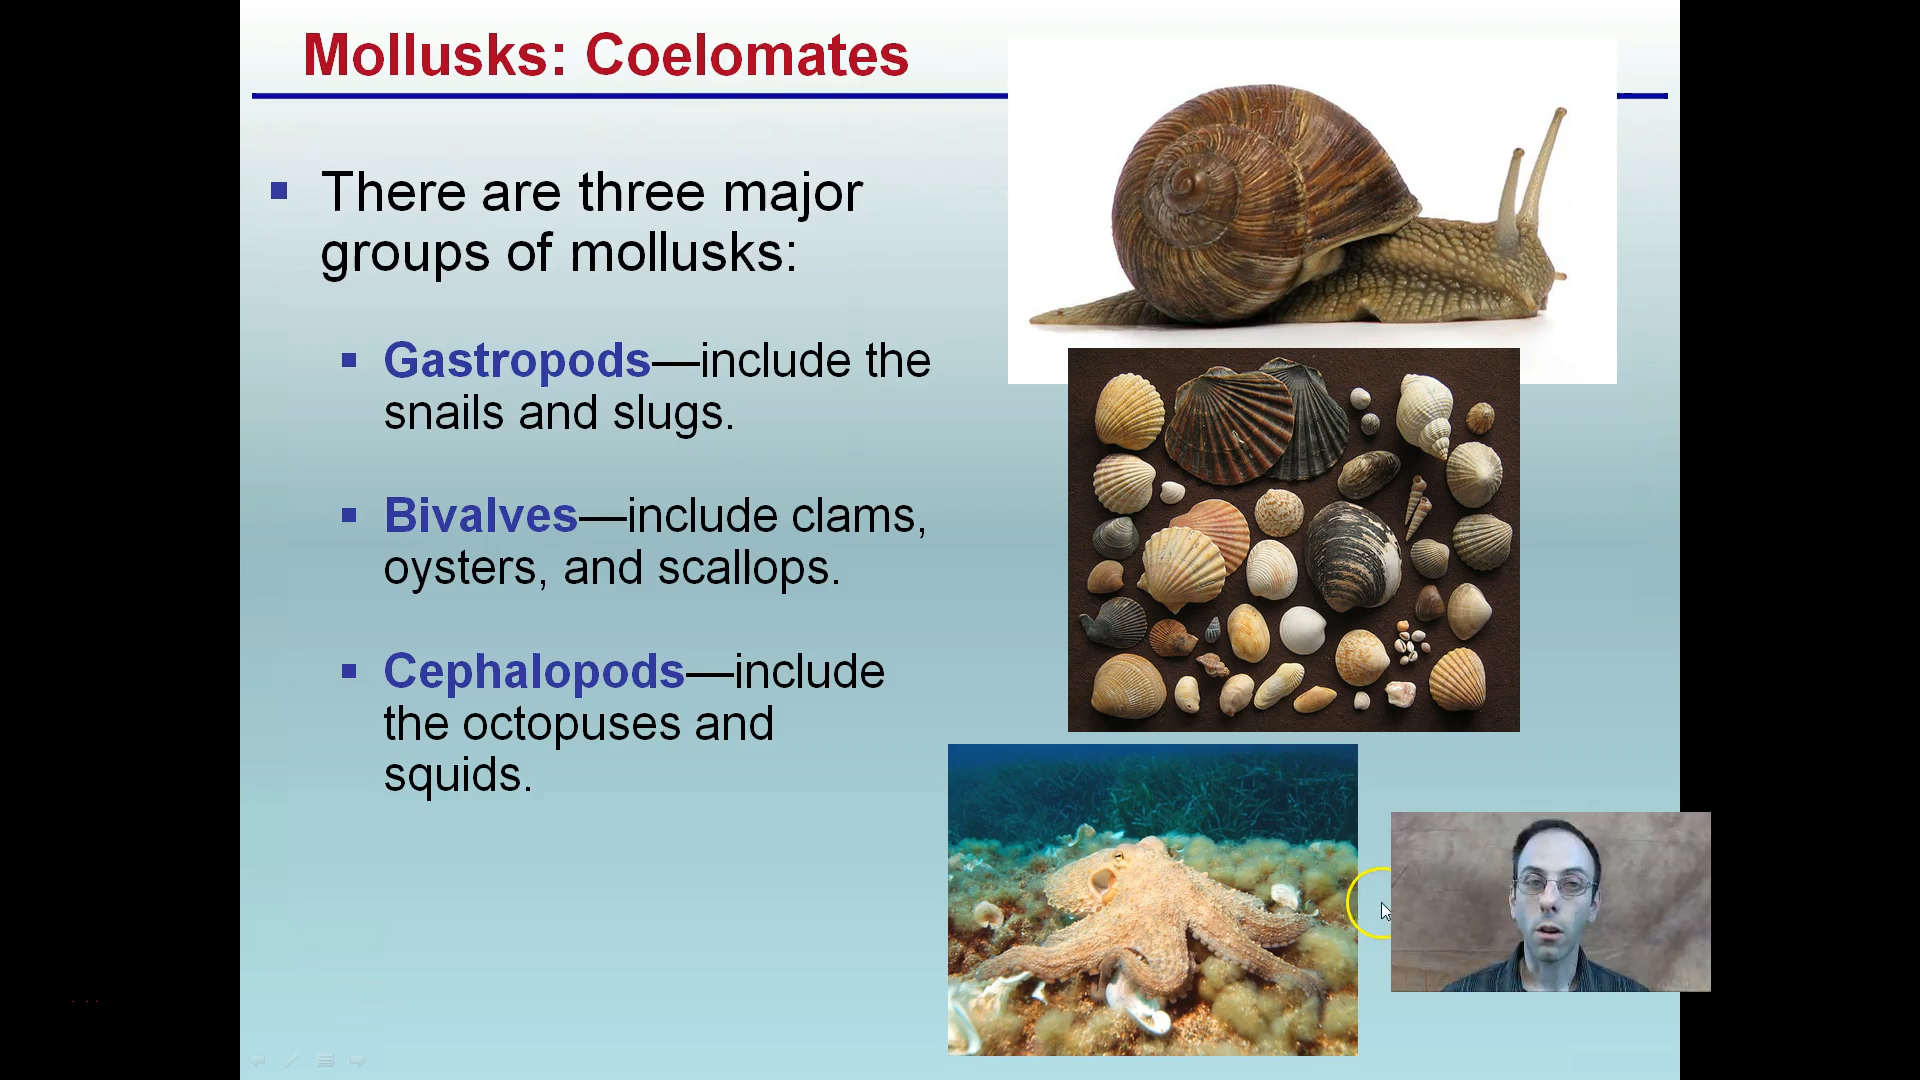 Mollusks: Coelomates
There are three major
groups of mollusks:
Gastropods—include the
snails and slugs.
Bivalves—include clams,
oysters, and scallops.
Cephalopods—include
the octopuses and
squids.